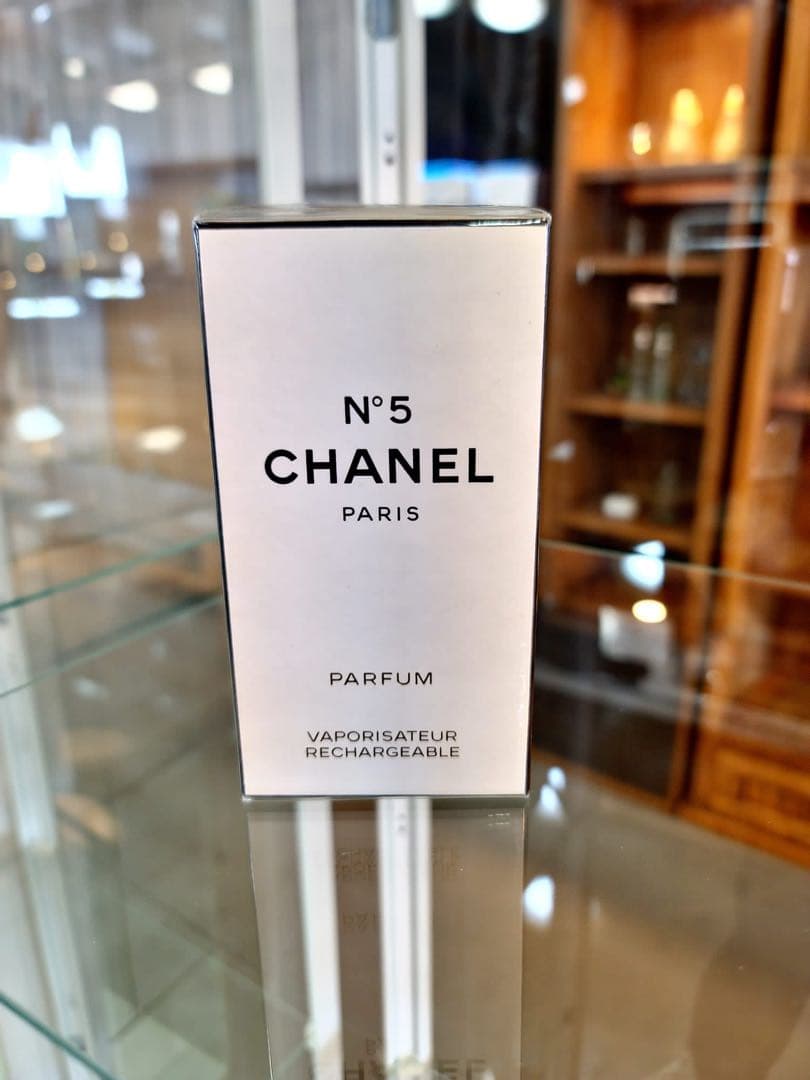 N°5
CHANEL
PARIS
PARFUM
VAPORISATEUR
RECHARGEABLE